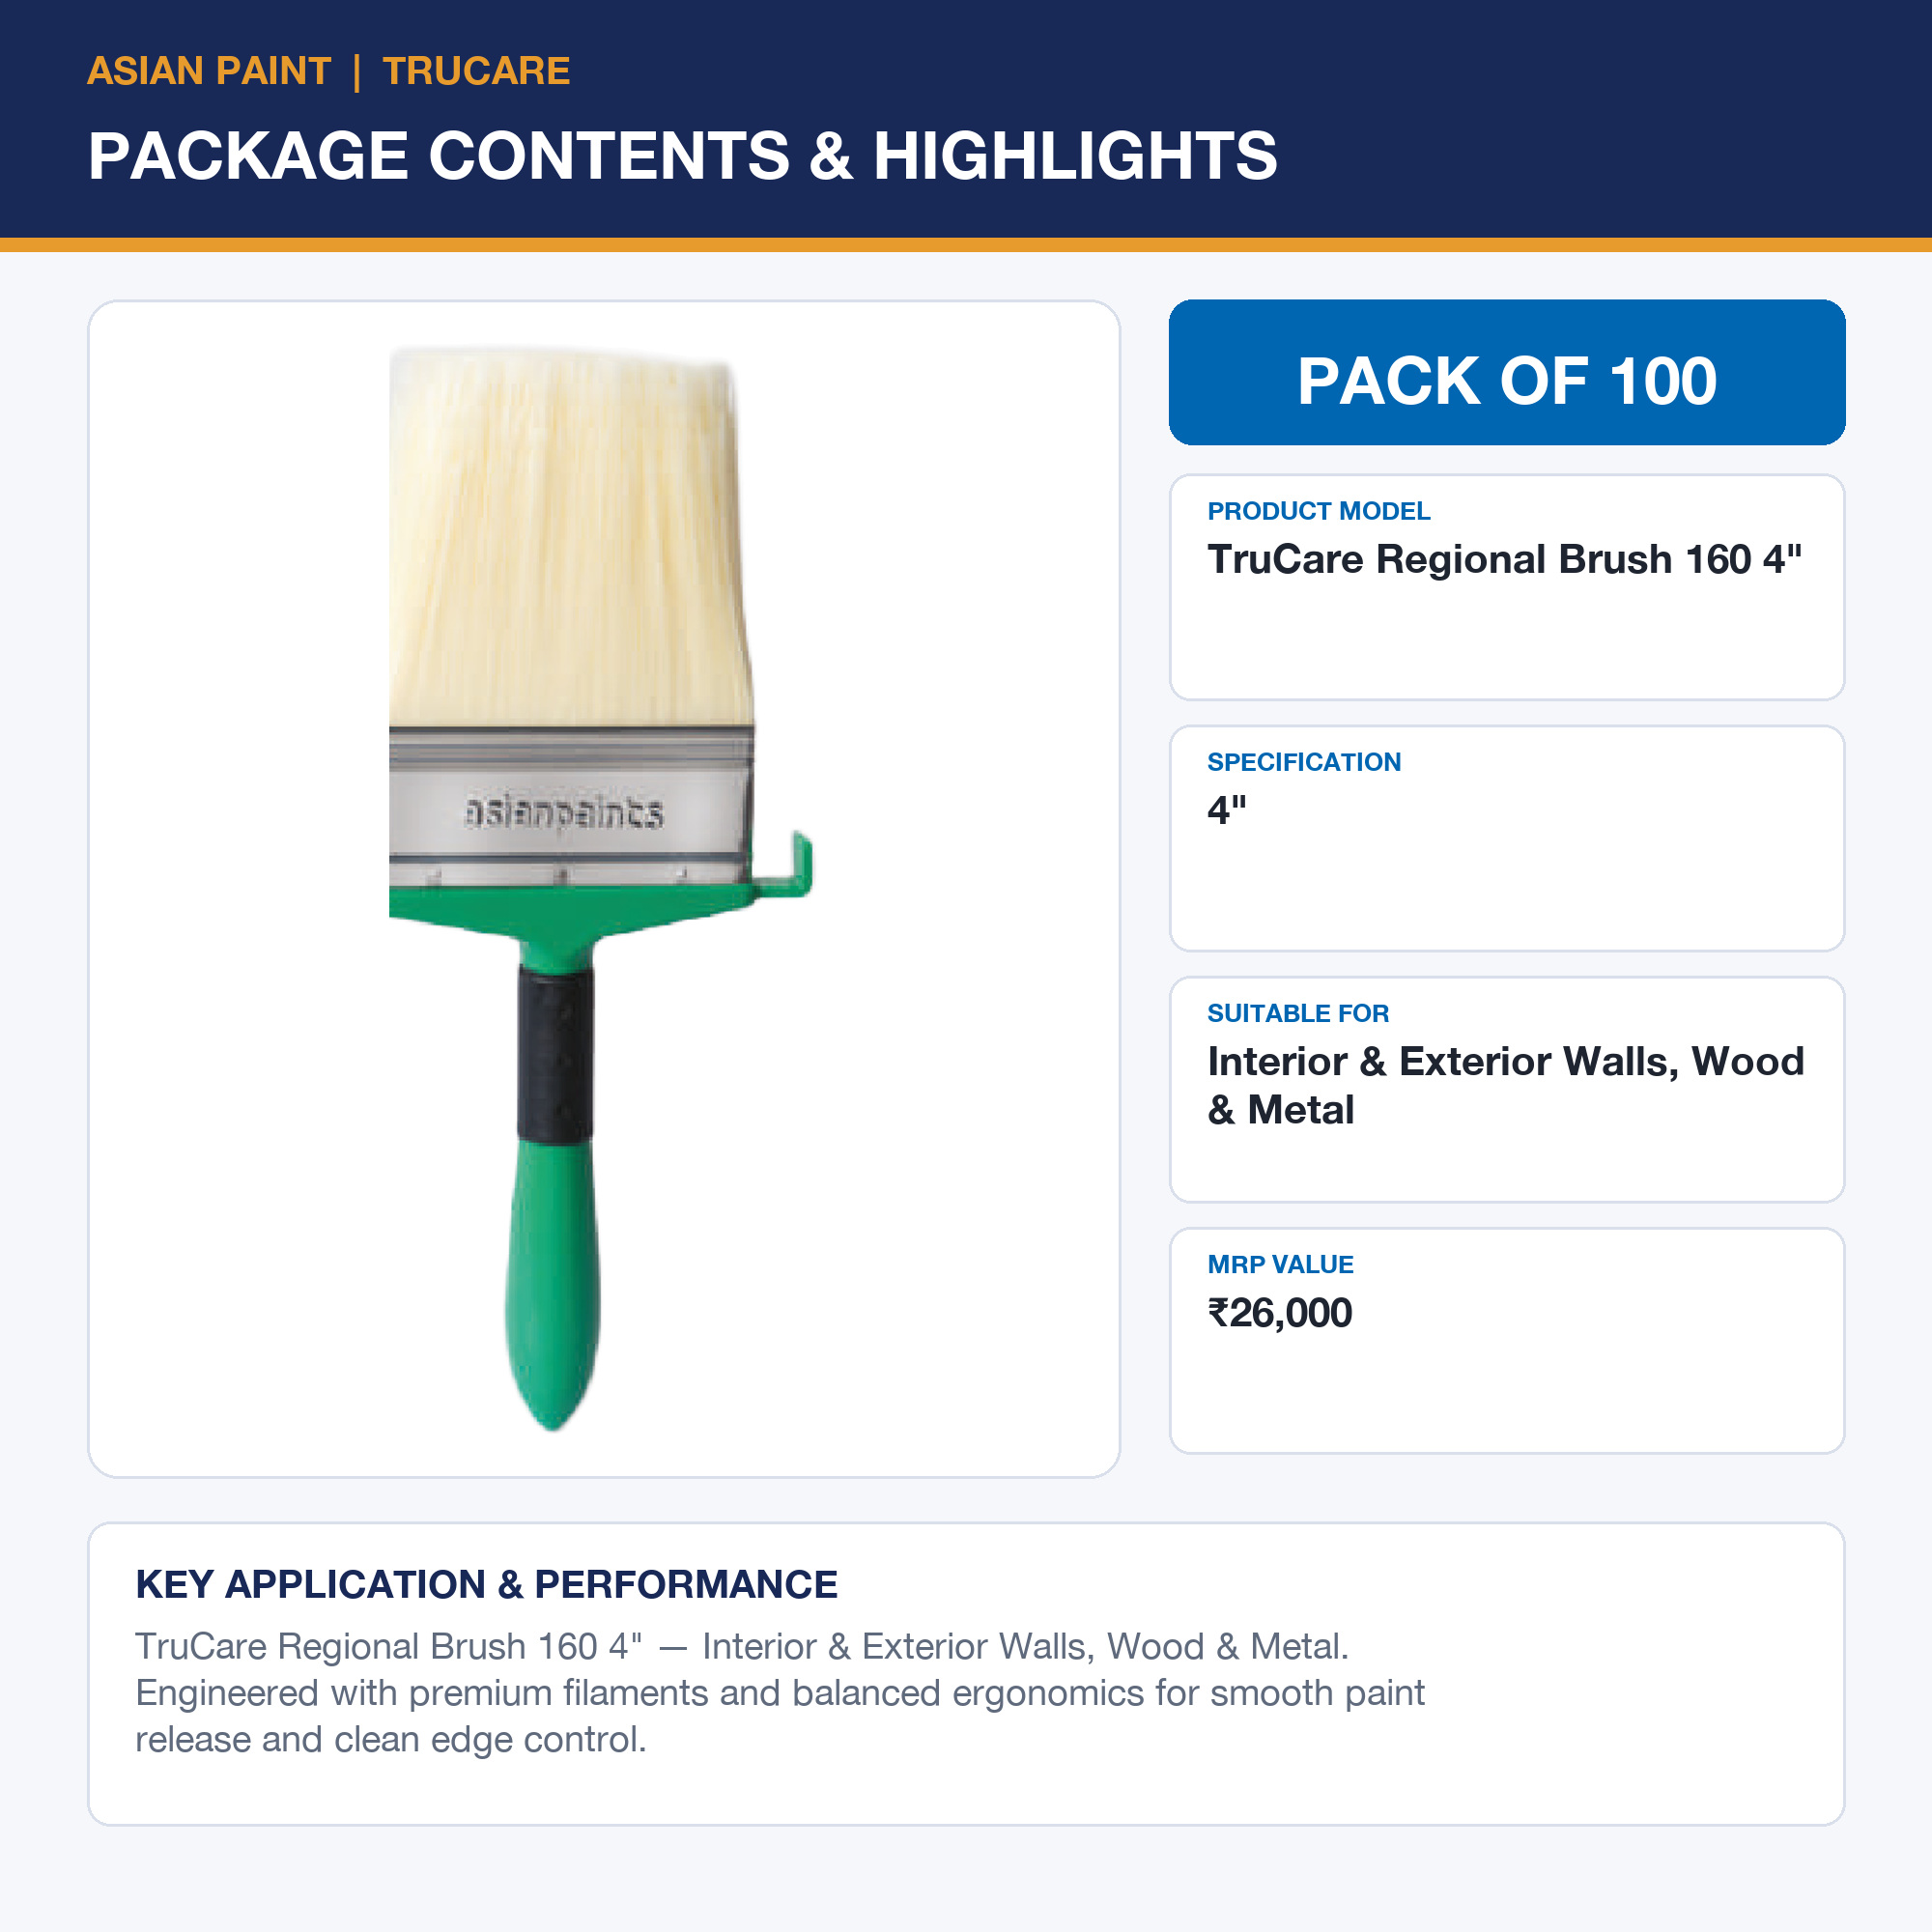 ASIAN PAINT | TRUCARE
PACKAGE CONTENTS & HIGHLIGHTS
asianpaints
PACK OF 100
PRODUCT MODEL
TruCare Regional Brush 160 4"
SPECIFICATION
4"
SUITABLE FOR
Interior & Exterior Walls, Wood
& Metal
MRP VALUE
₹26,000
KEY APPLICATION & PERFORMANCE
TruCare Regional Brush 160 4" — Interior & Exterior Walls, Wood & Metal.
Engineered with premium filaments and balanced ergonomics for smooth paint
release and clean edge control.